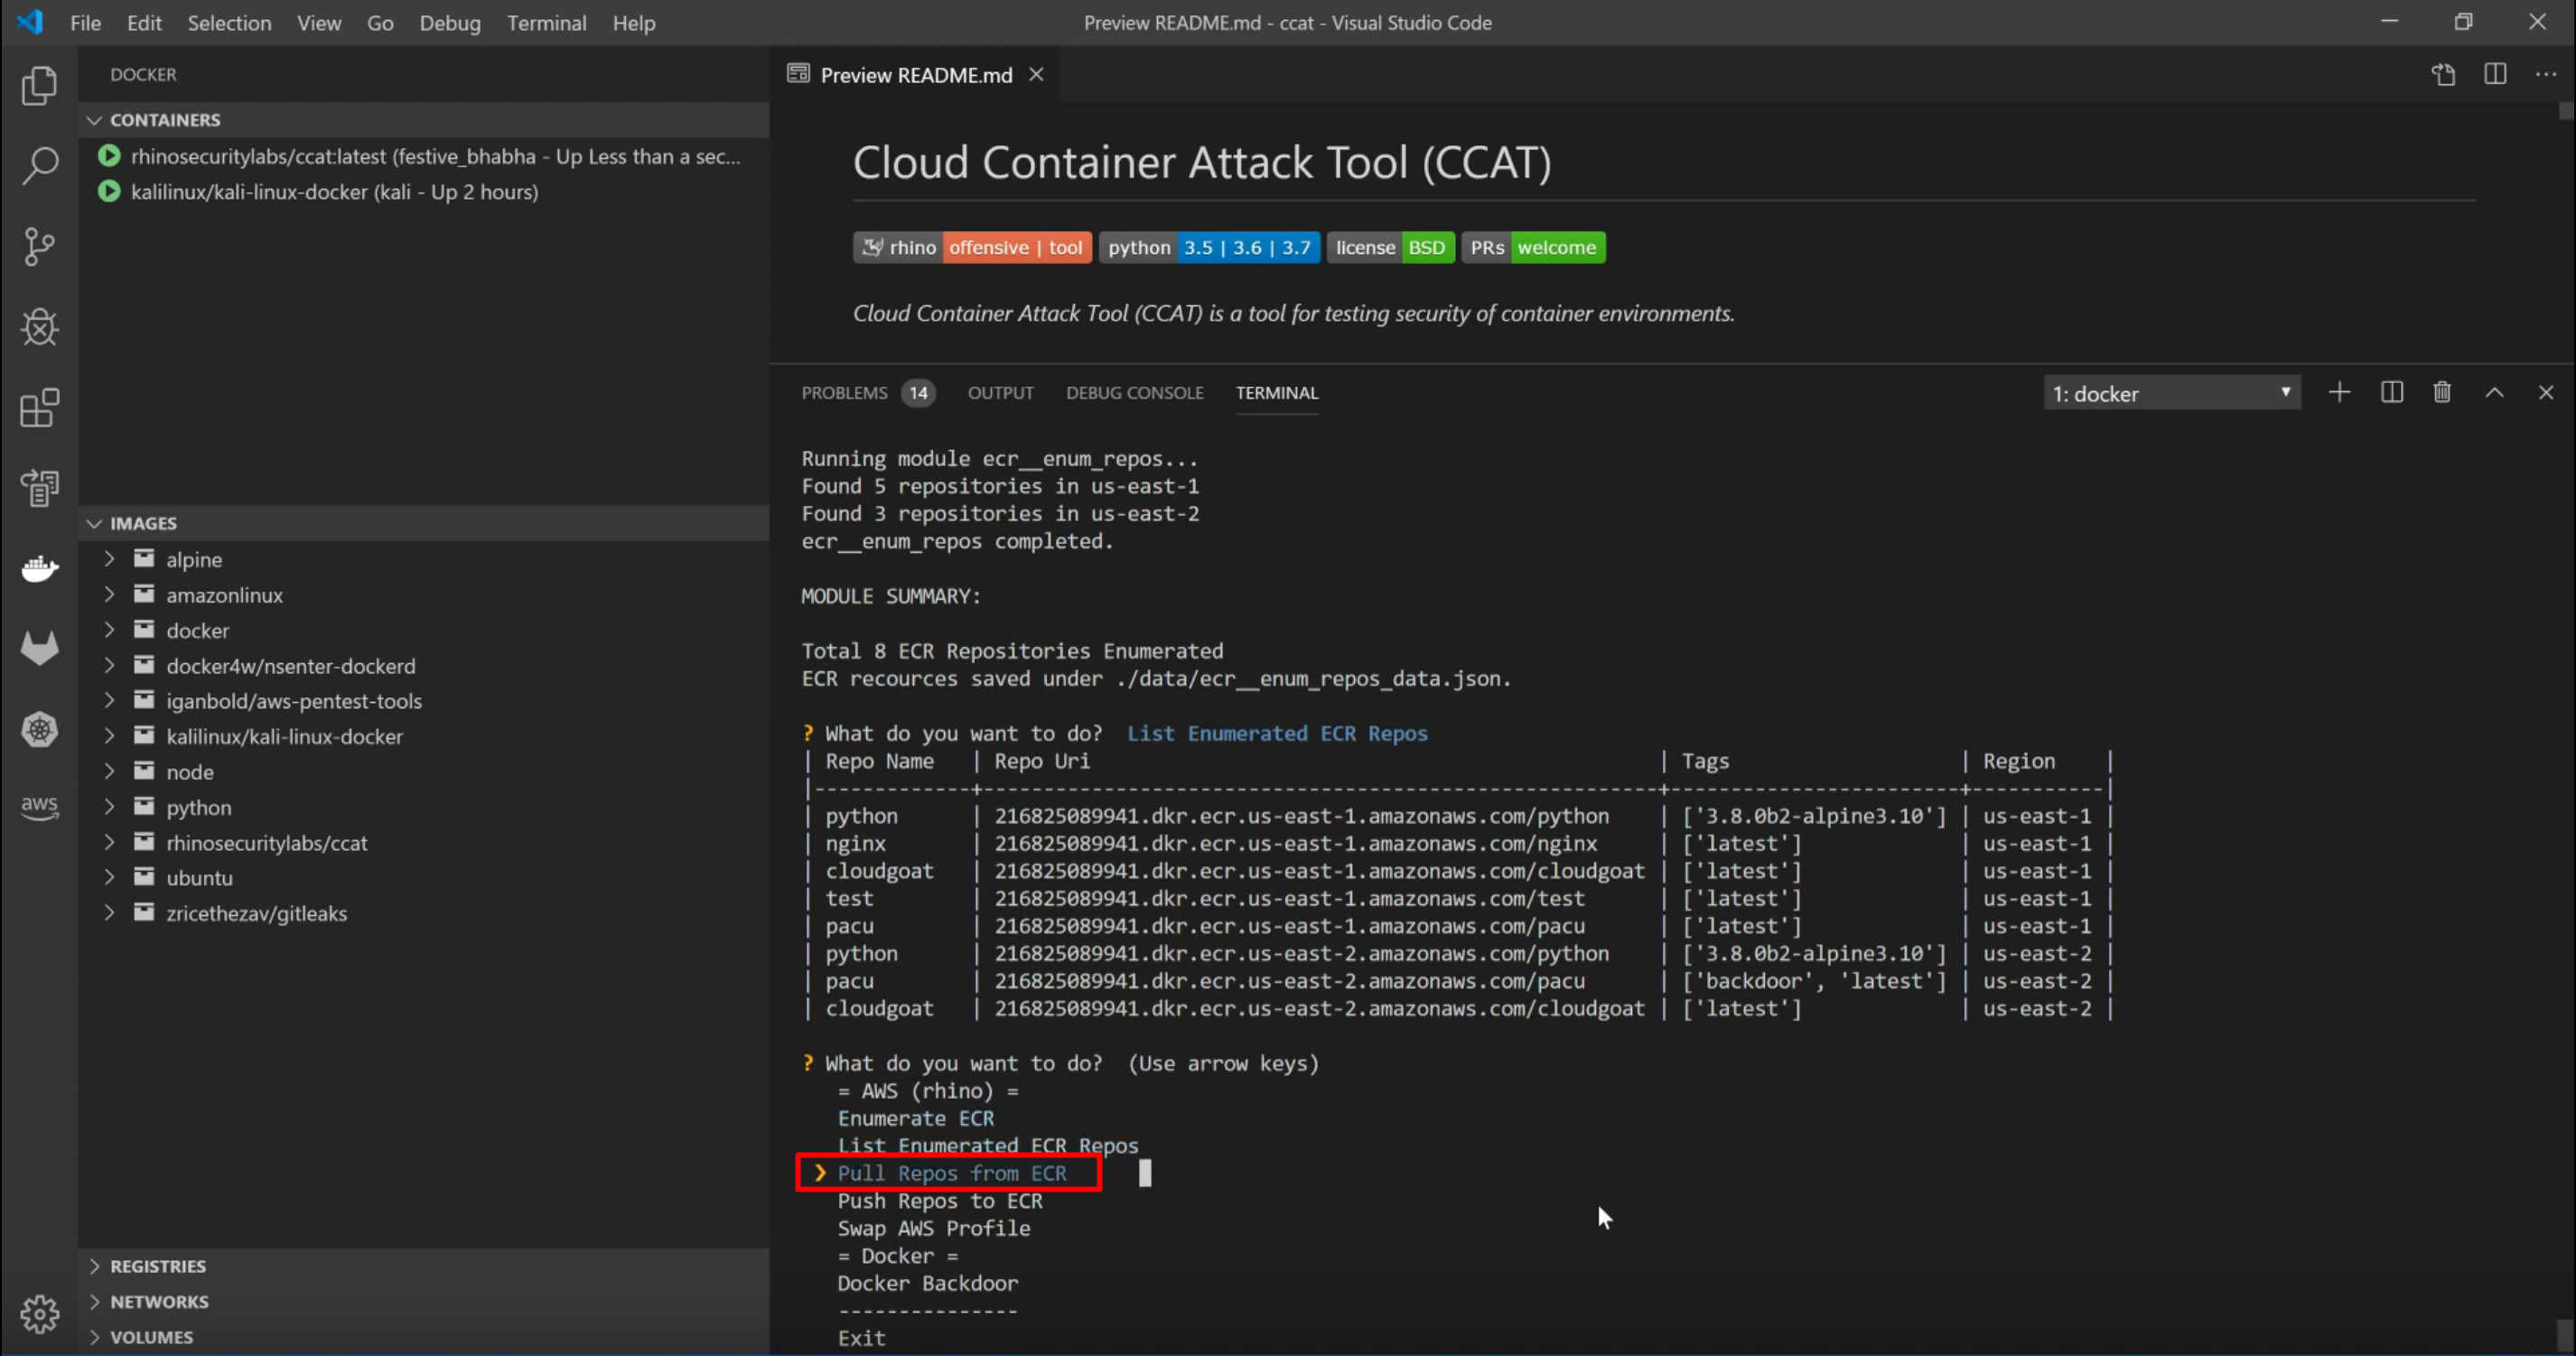 File Edit Selection View Go Debug Terminal Help
Preview README.md - ccat - Visual Studio Code
DOCKER
CONTAINERS
rhinosecuritylabs/ccat:latest (festive_bhabha - Up Less than a sec...
kalilinux/kali-linux-docker (kali - Up 2 hours)
IMAGES
alpine
amazonlinux
docker
docker4w/nsenter-dockerd
iganbold/aws-pentest-tools
kalilinux/kali-linux-docker
node
python
rhinosecuritylabs/ccat
ubuntu
zricethezav/gitleaks
REGISTRIES
NETWORKS
VOLUMES
aws
Preview README.md
Cloud Container Attack Tool (CCAT)
rhino offensive | tool python 3.5 | 3.6 | 3.7 license BSD PRs welcome
Cloud Container Attack Tool (CCAT) is a tool for testing security of container environments.
PROBLEMS 14 OUTPUT DEBUG CONSOLE TERMINAL 1: docker
Running module ecr__enum_repos...
Found 5 repositories in us-east-1
Found 3 repositories in us-east-2
ecr__enum_repos completed.
MODULE SUMMARY:
Total 8 ECR Repositories Enumerated
ECR recources saved under ./data/ecr__enum_repos_data.json.
? What do you want to do? List Enumerated ECR Repos
| Repo Name | Repo Uri | Tags | Region |
|-------------+--------------------------------------------------------+------------------------+-----------|
| python | 216825089941.dkr.ecr.us-east-1.amazonaws.com/python | ['3.8.0b2-alpine3.10'] | us-east-1 |
| nginx | 216825089941.dkr.ecr.us-east-1.amazonaws.com/nginx | ['latest'] | us-east-1 |
| cloudgoat | 216825089941.dkr.ecr.us-east-1.amazonaws.com/cloudgoat | ['latest'] | us-east-1 |
| test | 216825089941.dkr.ecr.us-east-1.amazonaws.com/test | ['latest'] | us-east-1 |
| pacu | 216825089941.dkr.ecr.us-east-1.amazonaws.com/pacu | ['latest'] | us-east-1 |
| python | 216825089941.dkr.ecr.us-east-2.amazonaws.com/python | ['3.8.0b2-alpine3.10'] | us-east-2 |
| pacu | 216825089941.dkr.ecr.us-east-2.amazonaws.com/pacu | ['backdoor', 'latest'] | us-east-2 |
| cloudgoat | 216825089941.dkr.ecr.us-east-2.amazonaws.com/cloudgoat | ['latest'] | us-east-2 |
? What do you want to do? (Use arrow keys)
= AWS (rhino) =
Enumerate ECR
List Enumerated ECR Repos
❯ Pull Repos from ECR
Push Repos to ECR
Swap AWS Profile
= Docker =
Docker Backdoor
---------------
Exit